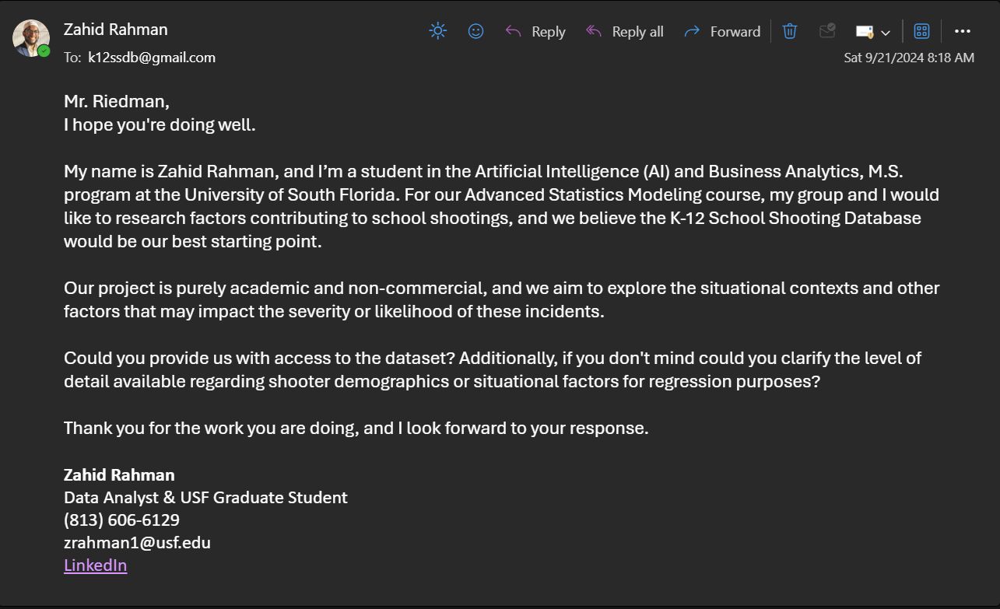 Zahid Rahman
Reply
Reply all
Forward
To: k12ssdb@gmail.com
Sat 9/21/2024 8:18 AM
Mr. Riedman,
I hope you're doing well.
My name is Zahid Rahman, and I’m a student in the Artificial Intelligence (AI) and Business Analytics, M.S.
program at the University of South Florida. For our Advanced Statistics Modeling course, my group and I would
like to research factors contributing to school shootings, and we believe the K-12 School Shooting Database
would be our best starting point.
Our project is purely academic and non-commercial, and we aim to explore the situational contexts and other
factors that may impact the severity or likelihood of these incidents.
Could you provide us with access to the dataset? Additionally, if you don't mind could you clarify the level of
detail available regarding shooter demographics or situational factors for regression purposes?
Thank you for the work you are doing, and I look forward to your response.
Zahid Rahman
Data Analyst & USF Graduate Student
(813) 606-6129
zrahman1@usf.edu
LinkedIn